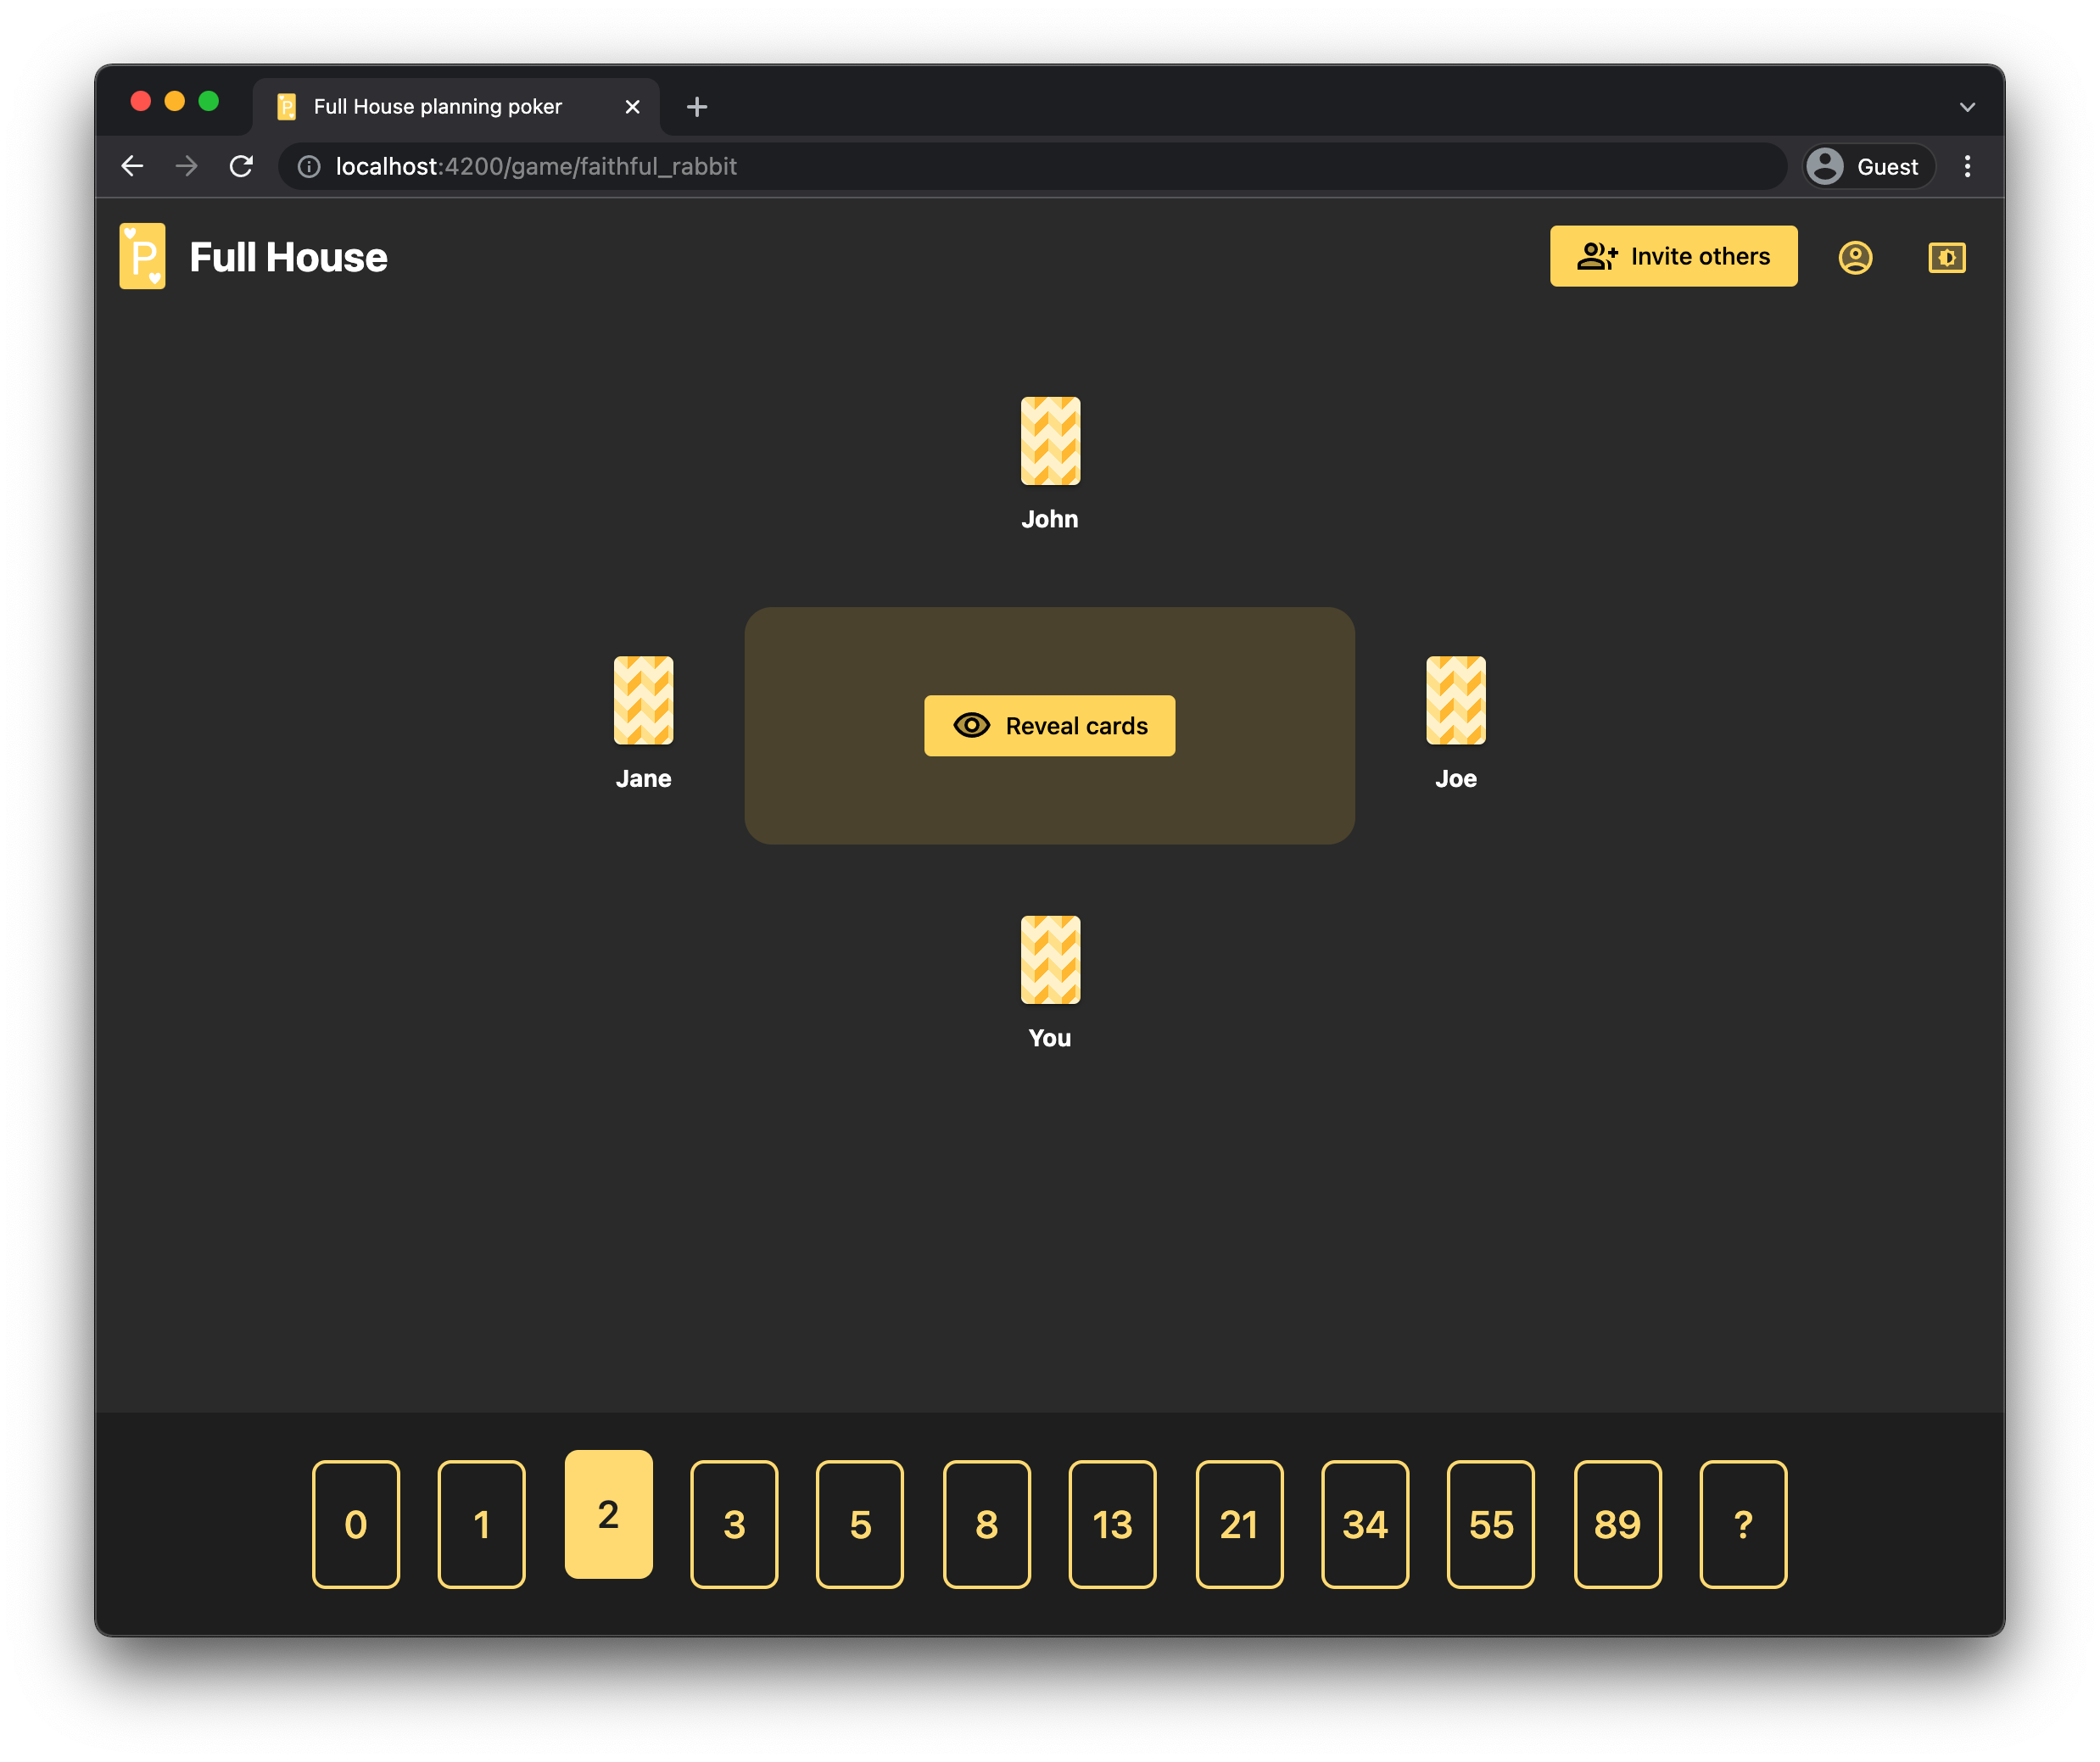 Full House planning poker
localhost:4200/game/faithful_rabbit
Guest
P
Full House
Invite others
John
Jane
Reveal cards
Joe
You
0 1 2 3 5 8 13 21 34 55 89 ?